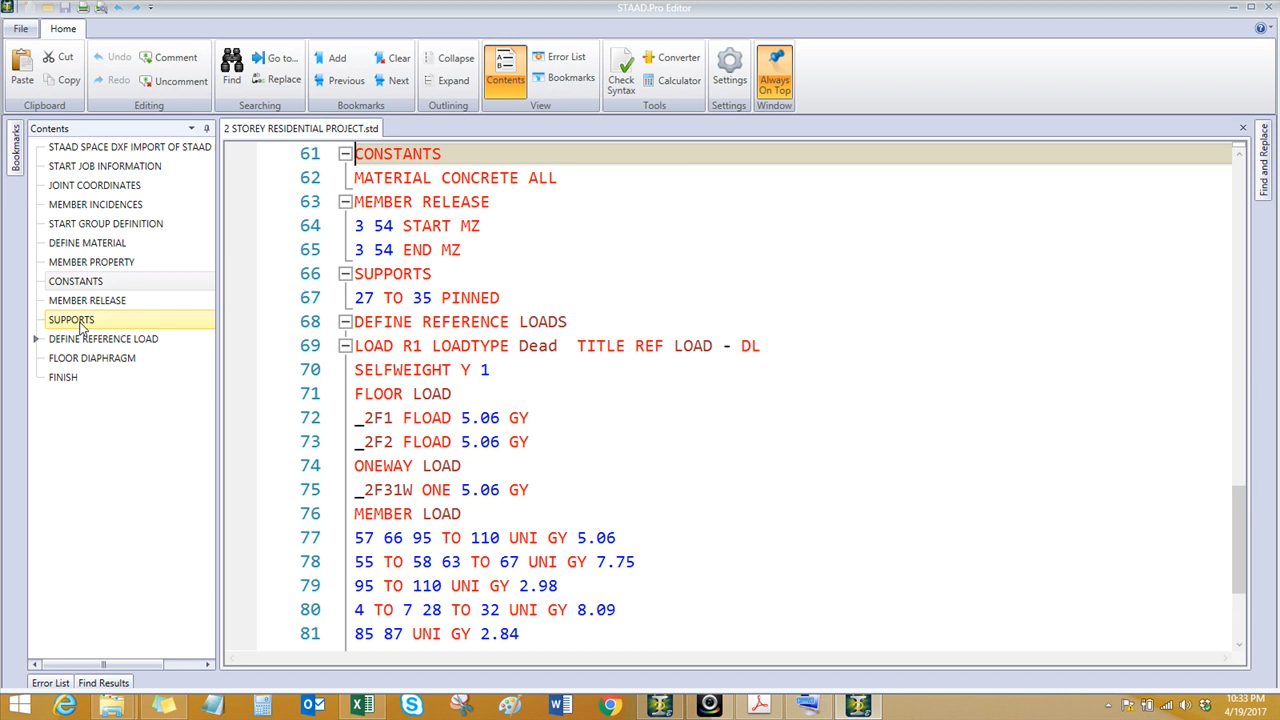 STAAD.Pro Editor
File Home
Paste
Cut
Copy
Clipboard
Undo
Redo
Comment
Uncomment
Editing
Find
Go to...
Replace
Searching
Add
Previous
Clear
Next
Bookmarks
Collapse
Expand
Outlining
Contents
Error List
Bookmarks
View
Check Syntax
Converter
Calculator
Tools
Settings
Settings
Always On Top
Window
Bookmarks
Contents
STAAD SPACE DXF IMPORT OF STAAD
START JOB INFORMATION
JOINT COORDINATES
MEMBER INCIDENCES
START GROUP DEFINITION
DEFINE MATERIAL
MEMBER PROPERTY
CONSTANTS
MEMBER RELEASE
SUPPORTS
DEFINE REFERENCE LOAD
FLOOR DIAPHRAGM
FINISH
2 STOREY RESIDENTIAL PROJECT.std
61 CONSTANTS
62 MATERIAL CONCRETE ALL
63 MEMBER RELEASE
64 3 54 START MZ
65 3 54 END MZ
66 SUPPORTS
67 27 TO 35 PINNED
68 DEFINE REFERENCE LOADS
69 LOAD R1 LOADTYPE Dead  TITLE REF LOAD - DL
70 SELFWEIGHT Y 1
71 FLOOR LOAD
72 _2F1 FLOAD 5.06 GY
73 _2F2 FLOAD 5.06 GY
74 ONEWAY LOAD
75 _2F31W ONE 5.06 GY
76 MEMBER LOAD
77 57 66 95 TO 110 UNI GY 5.06
78 55 TO 58 63 TO 67 UNI GY 7.75
79 95 TO 110 UNI GY 2.98
80 4 TO 7 28 TO 32 UNI GY 8.09
81 85 87 UNI GY 2.84
Find and Replace
Error List Find Results
10:33 PM
4/19/2017